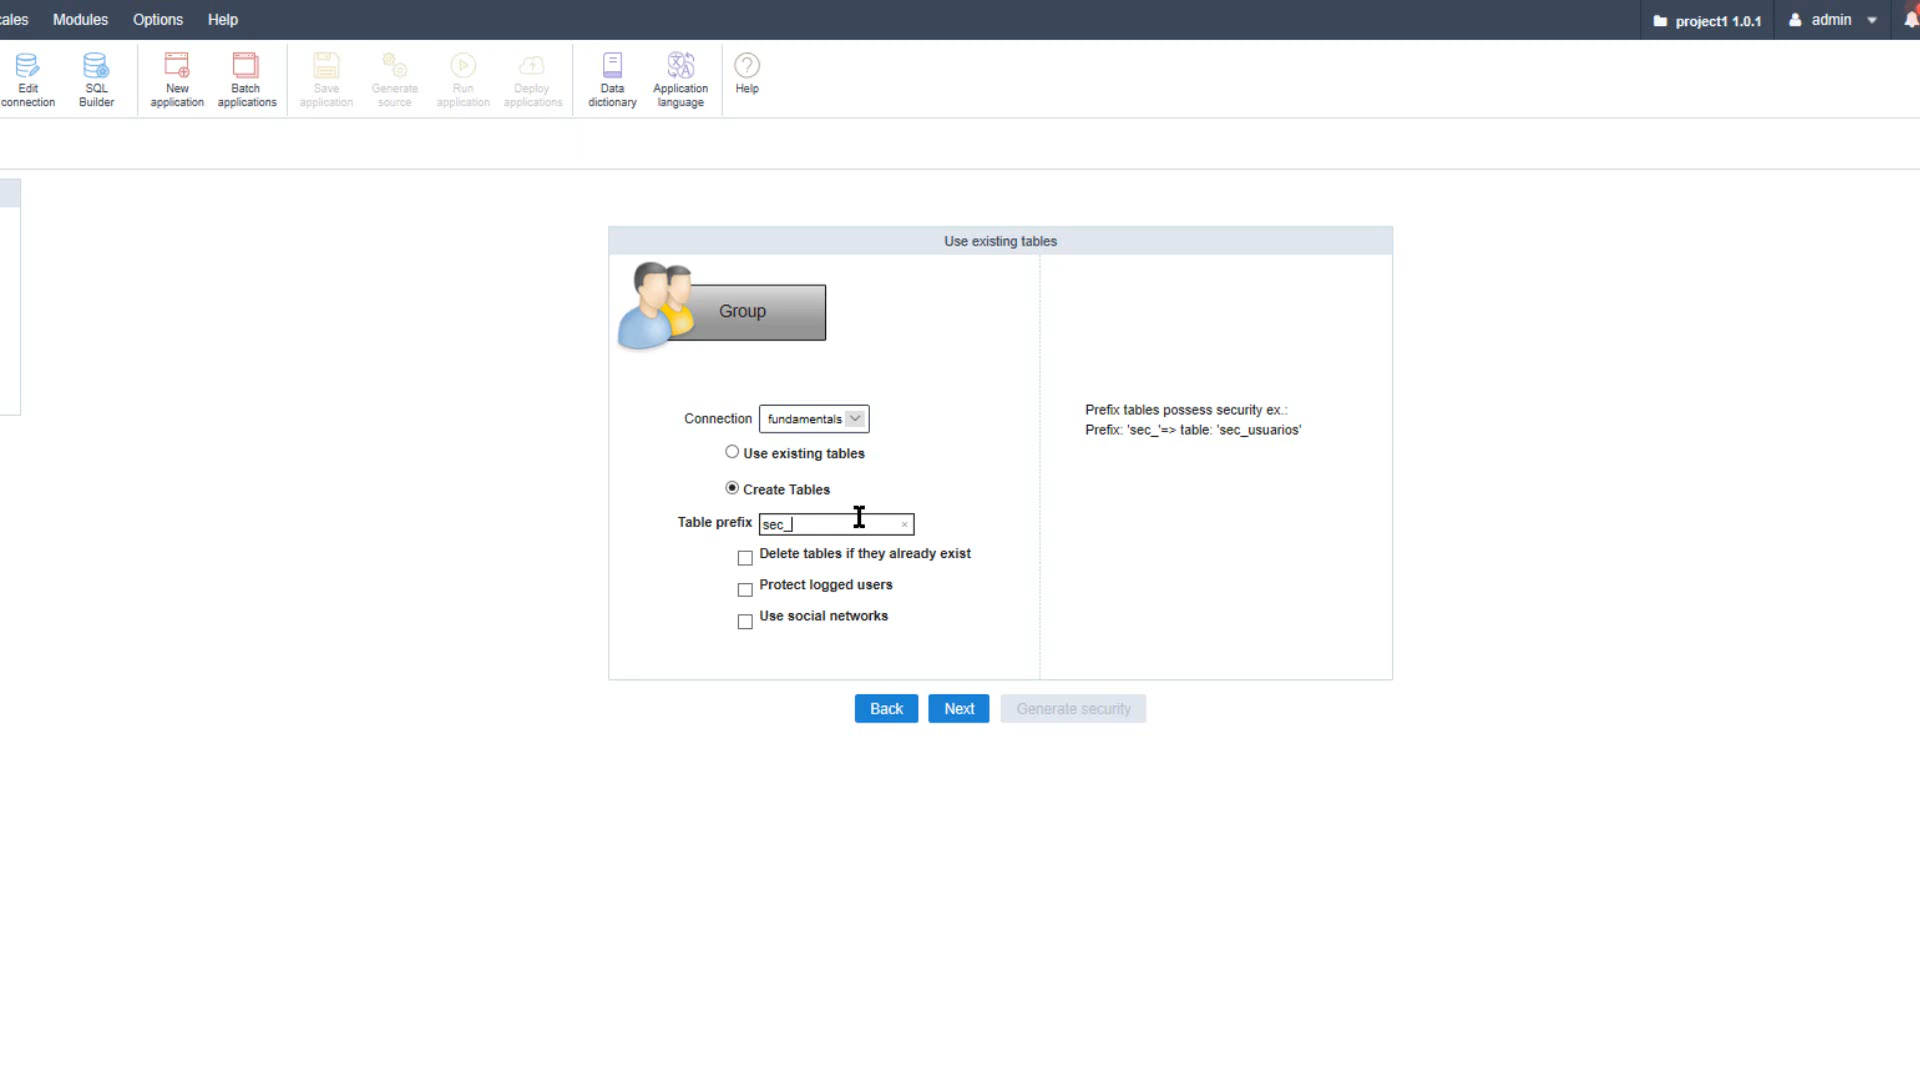 Modules Options Help
project1 1.0.1 admin
Edit connection
SQL Builder
New application
Batch applications
Save application
Generate source
Run application
Deploy applications
Data dictionary
Application language
Help
Use existing tables
Group
Connection fundamentals
Use existing tables
Create Tables
Table prefix sec_
Delete tables if they already exist
Protect logged users
Use social networks
Prefix tables possess security ex.:
Prefix: 'sec_'=> table: 'sec_usuarios'
Back Next Generate security